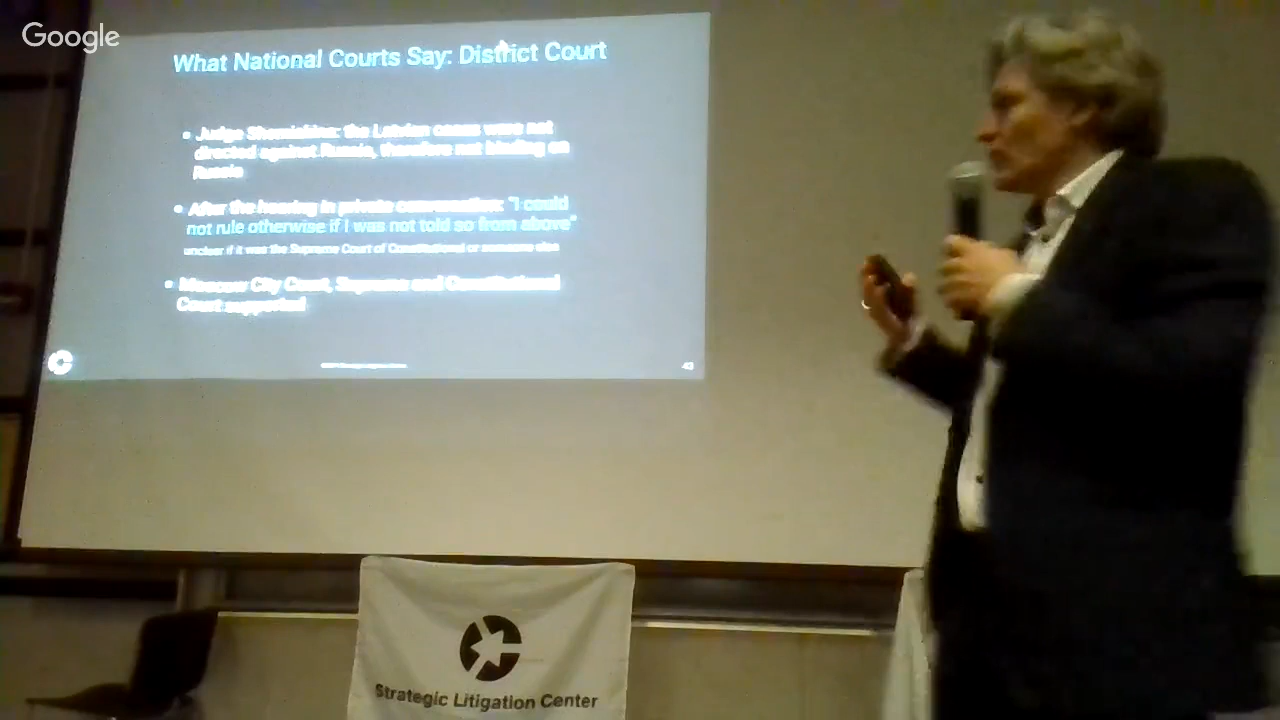 Google
What National Courts Say: District Court
Judge the Latvian cases were not
directed against Russia, therefore not binding on
Russia
After the hearing in private conversation: "I could
not rule otherwise if I was not told so from above"
unclear if it was the Supreme Court of Constitutional or someone else
Moscow City Court, Supreme and Constitutional
Court supported
43
Strategic Litigation Center